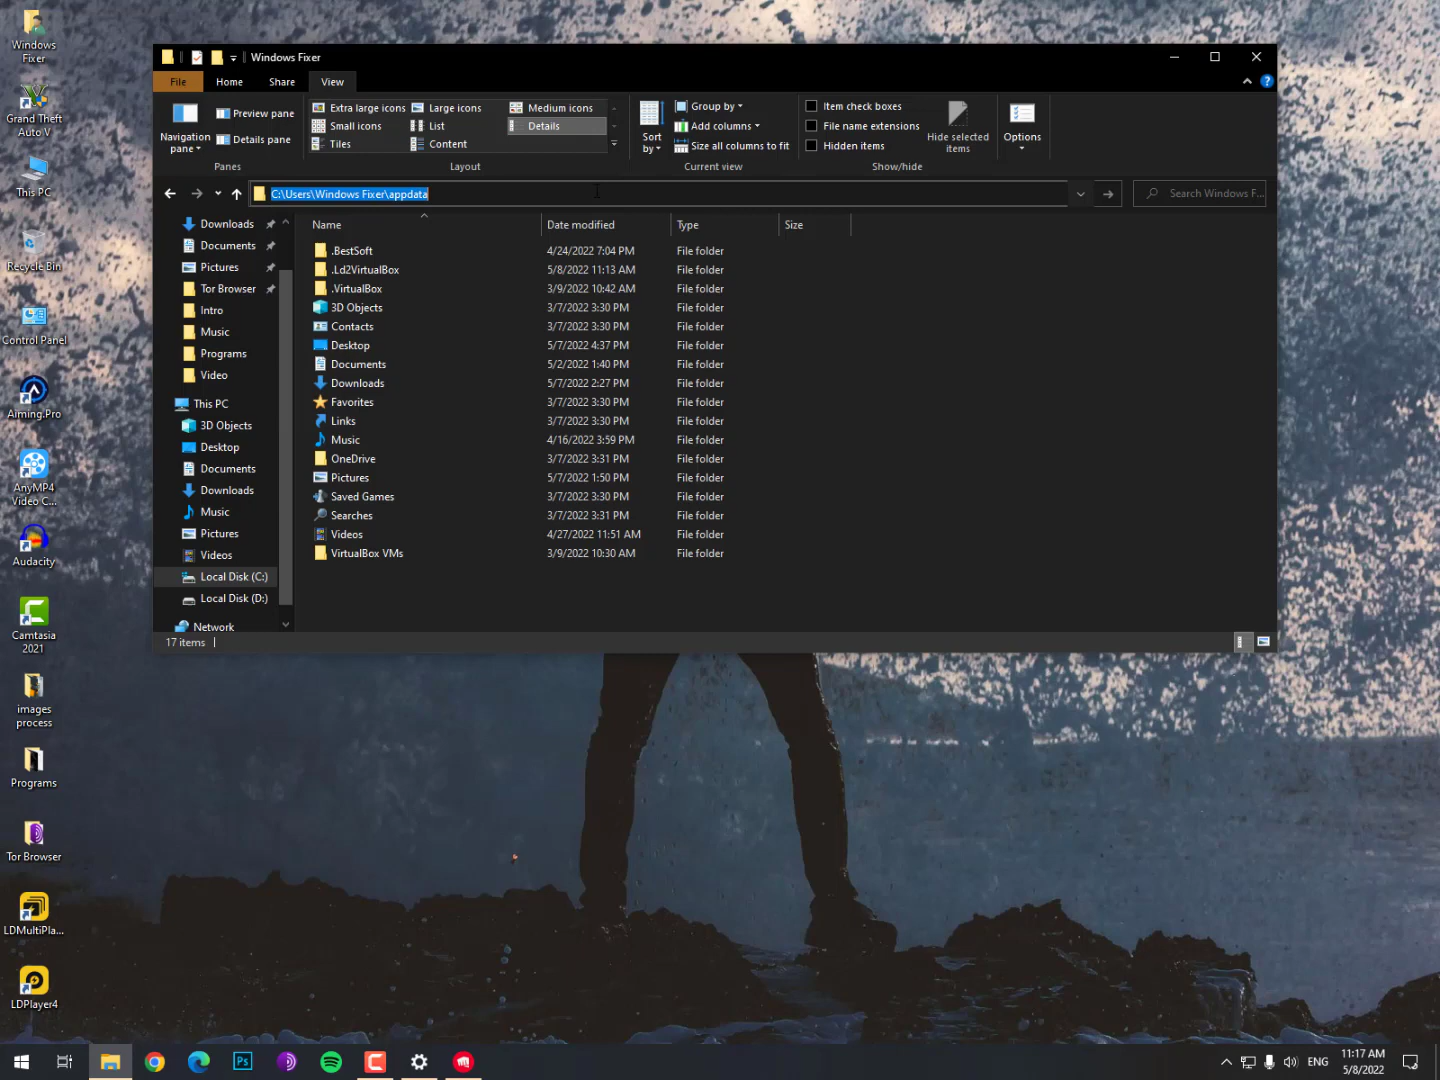 Windows
Fixer
Grand Theft
Auto V
This PC
Recycle Bin
Control Panel
Aiming.Pro
AnyMP4
Video C...
Audacity
Camtasia
2021
images
process
Programs
Tor Browser
LDMultiPla...
LDPlayer4
Windows Fixer
File
Home
Share
View
Navigation
pane
Preview pane
Details pane
Panes
Extra large icons
Large icons
Medium icons
Small icons
List
Details
Tiles
Content
Layout
Sort
by
Group by
Add columns
Size all columns to fit
Current view
Item check boxes
File name extensions
Hidden items
Hide selected
items
Show/hide
Options
C:\Users\Windows Fixer\appdata
Search Windows F...
Downloads
Documents
Pictures
Tor Browser
Intro
Music
Programs
Video
This PC
3D Objects
Desktop
Documents
Downloads
Music
Pictures
Videos
Local Disk (C:)
Local Disk (D:)
Network
Name Date modified Type Size
.BestSoft 4/24/2022 7:04 PM File folder
.Ld2VirtualBox 5/8/2022 11:13 AM File folder
.VirtualBox 3/9/2022 10:42 AM File folder
3D Objects 3/7/2022 3:30 PM File folder
Contacts 3/7/2022 3:30 PM File folder
Desktop 5/7/2022 4:37 PM File folder
Documents 5/2/2022 1:40 PM File folder
Downloads 5/7/2022 2:27 PM File folder
Favorites 3/7/2022 3:30 PM File folder
Links 3/7/2022 3:30 PM File folder
Music 4/16/2022 3:59 PM File folder
OneDrive 3/7/2022 3:31 PM File folder
Pictures 5/7/2022 1:50 PM File folder
Saved Games 3/7/2022 3:30 PM File folder
Searches 3/7/2022 3:31 PM File folder
Videos 4/27/2022 11:51 AM File folder
VirtualBox VMs 3/9/2022 10:30 AM File folder
17 items
Ps
ENG
11:17 AM
5/8/2022